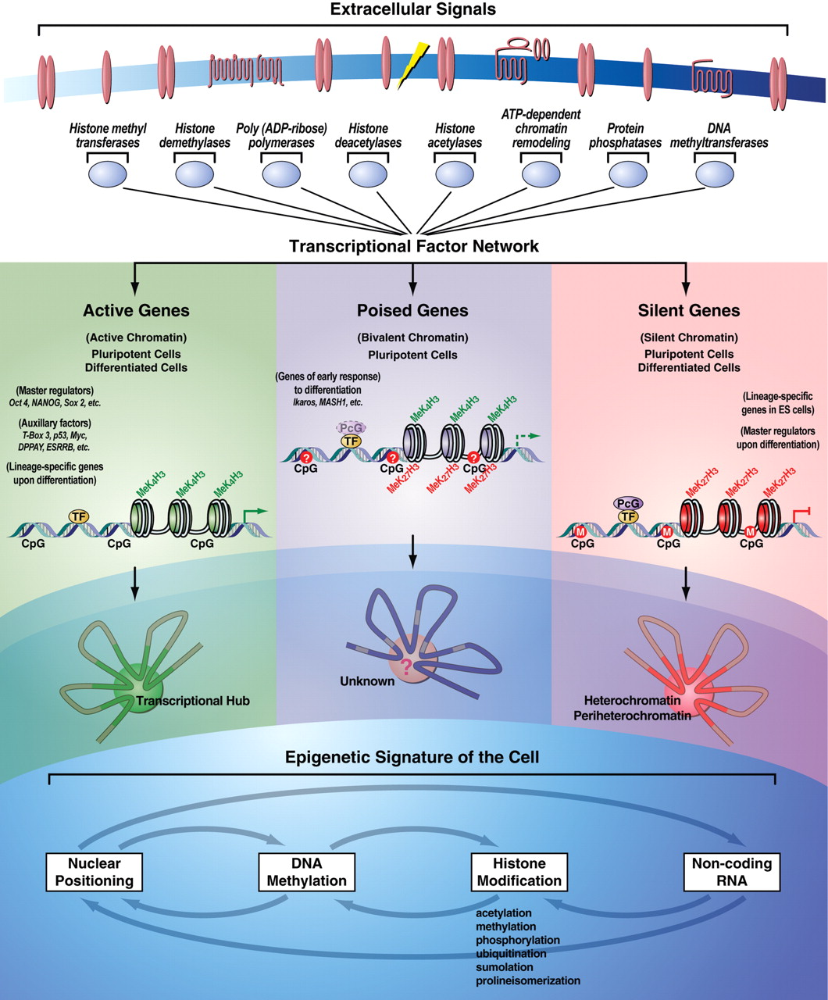 Extracellular Signals
Histone methyl
transferases
Histone
demethylases
Poly (ADP-ribose)
polymerases
Histone
deacetylases
Histone
acetylases
ATP-dependent
chromatin
remodeling
Protein
phosphatases
DNA
methyltransferases
Transcriptional Factor Network
Active Genes
(Active Chromatin)
Pluripotent Cells
Differentiated Cells
(Master regulators)
Oct 4, NANOG, Sox 2, etc.
(Auxillary factors)
T-Box 3, p53, Myc,
DPPAY, ESRRB, etc.
(Lineage-specific genes
upon differentiation)
MeK4H3
MeK4H3
MeK4H3
TF
CpG
CpG
CpG
Transcriptional Hub
Poised Genes
(Bivalent Chromatin)
Pluripotent Cells
(Genes of early response)
to differentiation
Ikaros, MASH1, etc.
MeK4H3
MeK4H3
MeK4H3
PcG
TF
?
?
?
CpG
CpG
CpG
MeK27H3
MeK27H3
MeK27H3
?
Unknown
Silent Genes
(Silent Chromatin)
Pluripotent Cells
Differentiated Cells
(Lineage-specific
genes in ES cells)
(Master regulators
upon differentiation)
MeK27H3
MeK27H3
MeK27H3
PcG
TF
M
M
M
CpG
CpG
CpG
Heterochromatin
Periheterochromatin
Epigenetic Signature of the Cell
Nuclear
Positioning
DNA
Methylation
Histone
Modification
Non-coding
RNA
acetylation
methylation
phosphorylation
ubiquitination
sumolation
prolineisomerization